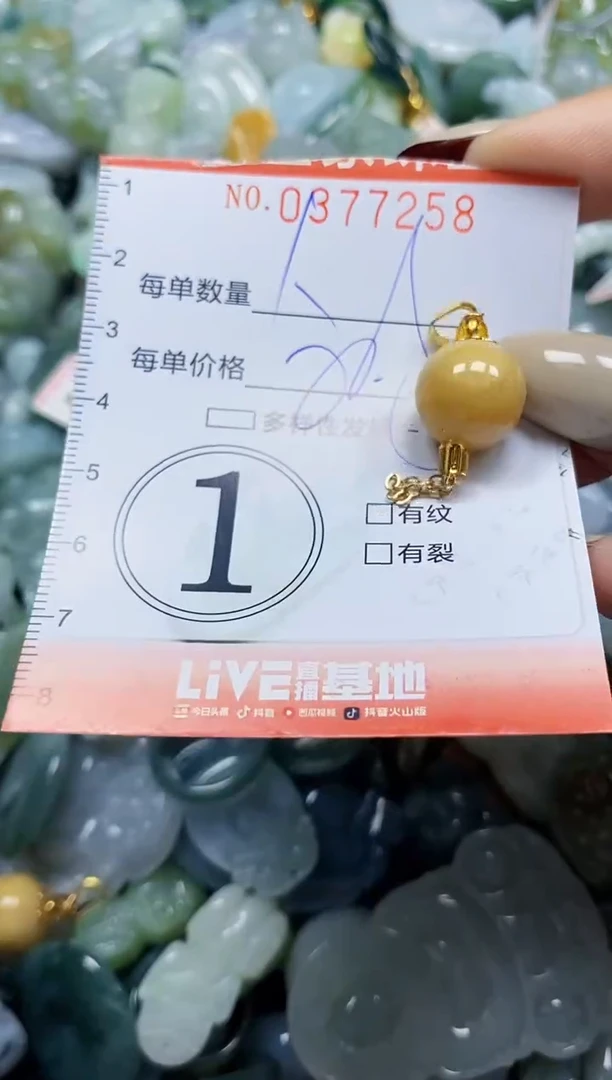 1
NO.0377258
2
每单数量
3
每单价格
4
多样性发
5
1
有纹
6
有裂
7
LiVE直播基地
8
今日头条 抖音 西瓜视频 抖音火山版